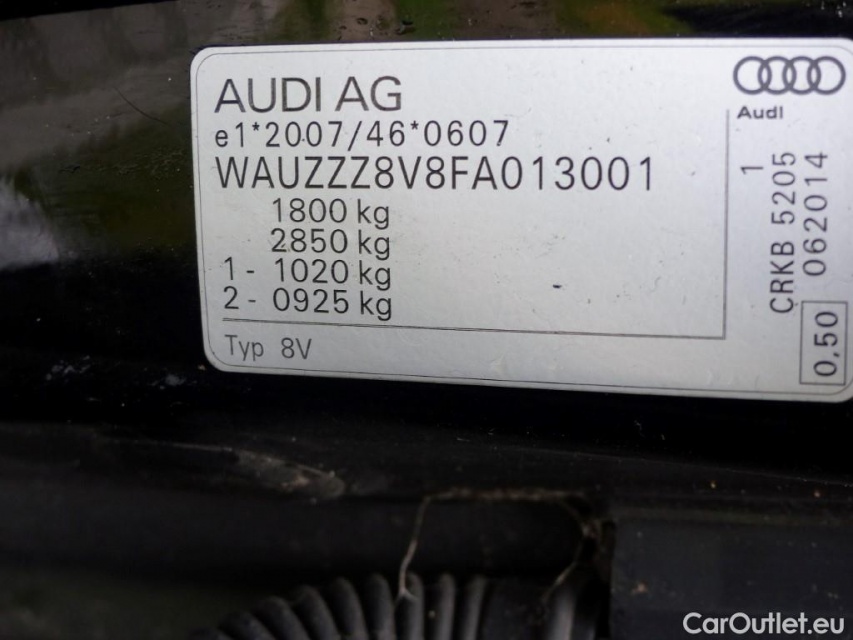 AUDI AG
e1*2007/46*0607
WAUZZZ8V8FA013001
1800 kg
2850 kg
1 - 1020 kg
2 - 0925 kg
Typ 8V
Audi
1
CRKB 5205
062014
0,50
CarOutlet.eu